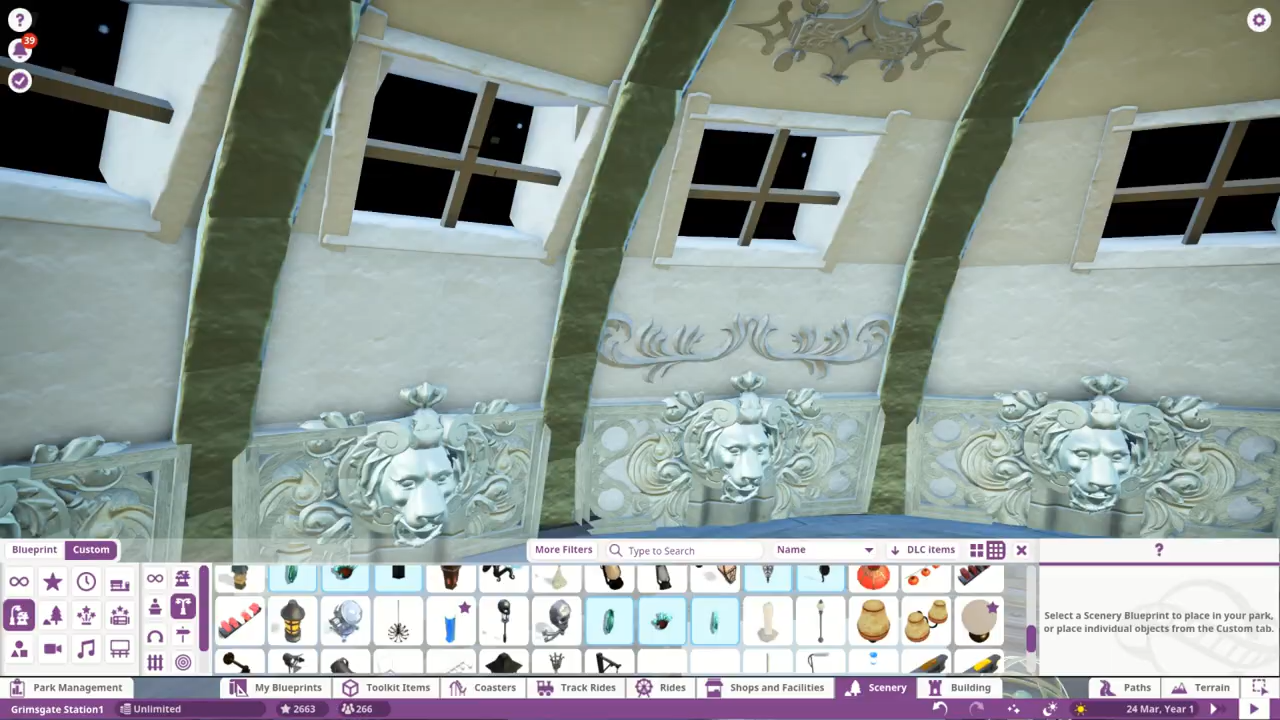 ?
39
Blueprint
Custom
More Filters
Type to Search
Name
DLC items
?
Select a Scenery Blueprint to place in your park,
or place individual objects from the Custom tab.
Park Management
My Blueprints
Toolkit Items
Coasters
Track Rides
Rides
Shops and Facilities
Scenery
Building
Paths
Terrain
Grimsgate Station1
Unlimited
2663
266
24 Mar, Year 1